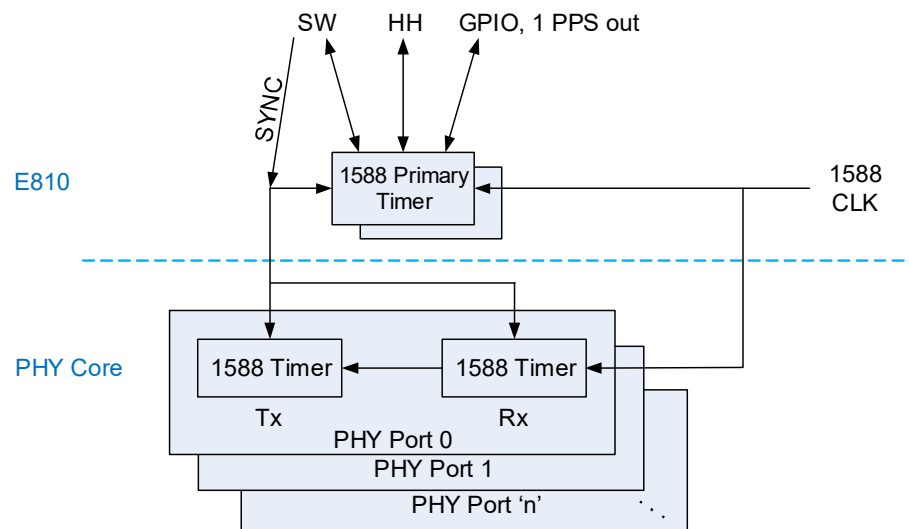 SW HH GPIO, 1 PPS out
SYNC
E810
1588 Primary
Timer
1588
CLK
PHY Core
1588 Timer 1588 Timer
Tx Rx
PHY Port 0
PHY Port 1
PHY Port ‘n’